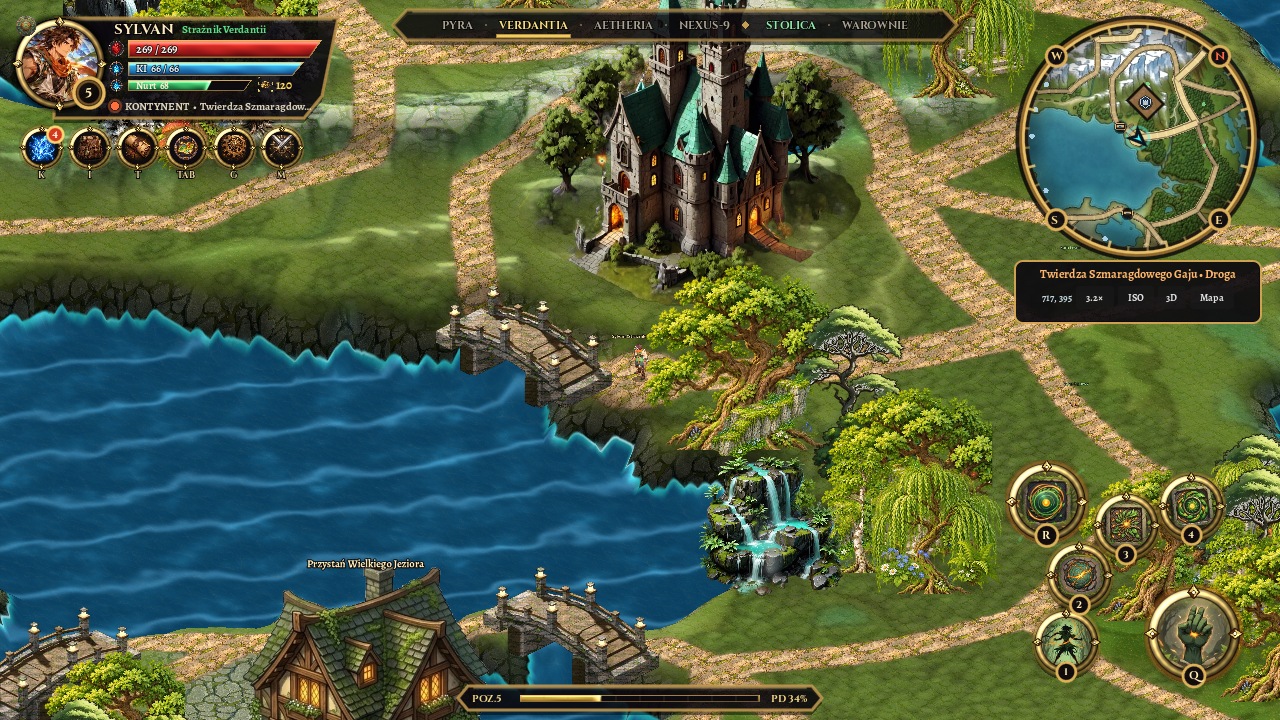 PYRA · VERDANTIA · AETHERIA · NEXUS-9 ◆ STOLICA · WAROWNIE
SYLVAN Strażnik Verdantii
269 / 269
KI 66 / 66
Nurt 68
120
5
KONTYNENT • Twierdza Szmaragdow...
4
K I T TAB G M
W N
S E
Twierdza Szmaragdowego Gaju • Droga
717, 395 3.2× ISO 3D Mapa
Przystań Wielkiego Jeziora
R 3 4
2
1 Q
POZ.5 PD 34%